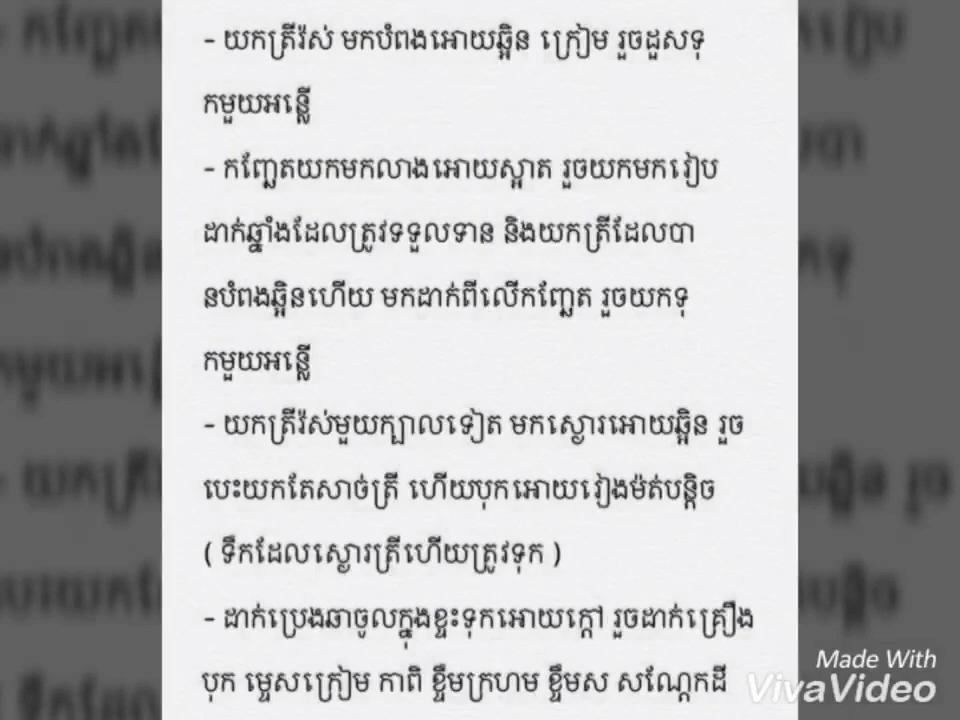 - យកត្រីរ៉ស់ មកបំពងអោយឆ្អិន ក្រៀម រួចដួសទុ
កមួយអន្លើ
- កញ្ឆែតយកមកលាងអោយស្អាត រួចយកមករៀប
ដាក់ឆ្នាំងដែលត្រូវទទួលទាន និងយកត្រីដែលបា
នបំពងឆ្អិនហើយ មកដាក់ពីលើកញ្ឆែត រួចយកទុ
កមួយអន្លើ
- យកត្រីរ៉ស់មួយក្បាលទៀត មកស្ងោរអោយឆ្អិន រួច
បេះយកតែសាច់ត្រី ហើយបុកអោយរៀងម៉ត់បន្តិច
( ទឹកដែលស្ងោរត្រីហើយត្រូវទុក )
- ដាក់ប្រេងឆាចូលក្នុងខ្ទះទុកអោយក្តៅ រួចដាក់គ្រឿង
បុក ម្ទេសក្រៀម កាពិ ខ្ទឹមក្រហម ខ្ទឹមស សណ្តែកដី
Made With
VivaVideo